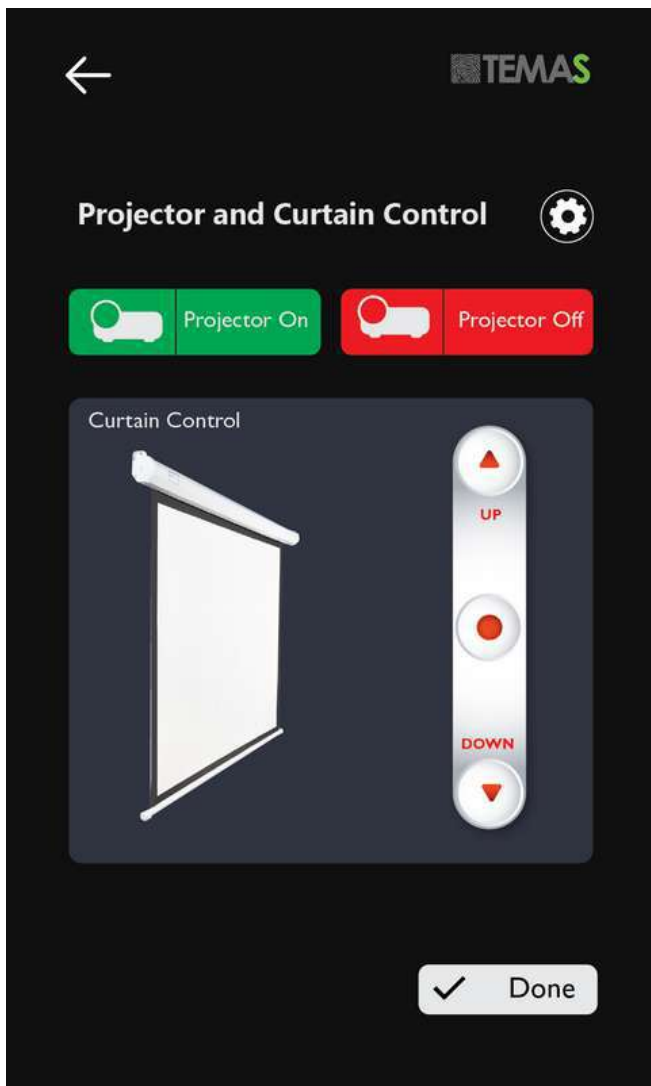 TEMAS
Projector and Curtain Control
Projector On
Projector Off
Curtain Control
UP
DOWN
Done